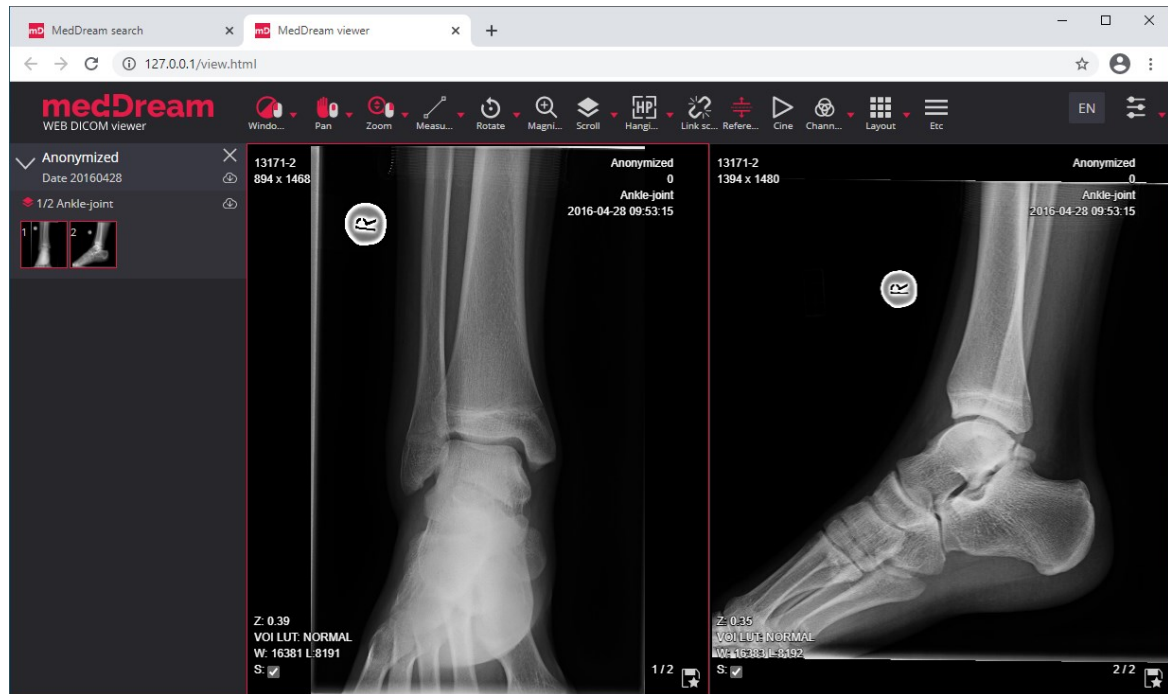 MedDream search
MedDream viewer
127.0.0.1/view.html
medDream
WEB DICOM viewer
Windo...
Pan
Zoom
Measu...
Rotate
Magni...
Scroll
HP
Hangi...
Link sc...
Refere...
Cine
Chann...
Layout
Etc
EN
Anonymized
Date 20160428
1/2 Ankle-joint
1
2
13171-2
894 x 1468
Anonymized
0
Ankle-joint
2016-04-28 09:53:15
R
Z: 0.39
VOI LUT: NORMAL
W: 16381 L:8191
S:
1/2
13171-2
1394 x 1480
Anonymized
0
Ankle-joint
2016-04-28 09:53:15
R
Z: 0.35
VOI LUT: NORMAL
W: 16383 L:8192
S:
2/2